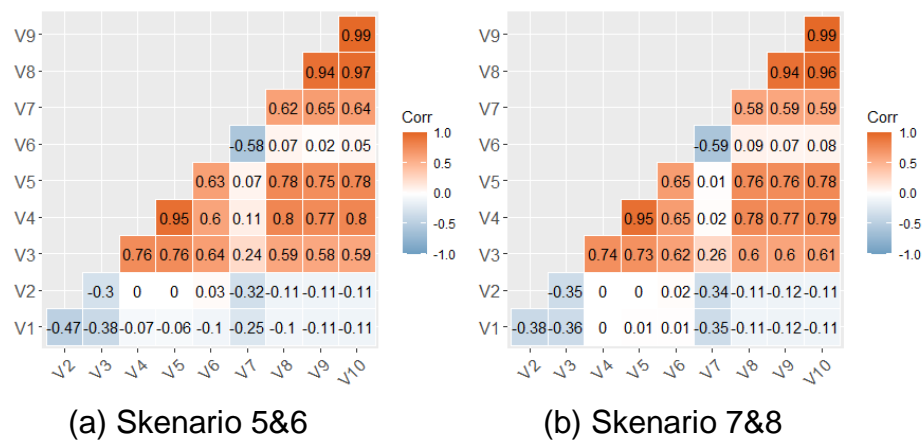 V9 0.99
V8 0.94 0.97
V7 0.62 0.65 0.64
V6 -0.58 0.07 0.02 0.05
V5 0.63 0.07 0.78 0.75 0.78
V4 0.95 0.6 0.11 0.8 0.77 0.8
V3 0.76 0.76 0.64 0.24 0.59 0.58 0.59
V2 -0.3 0 0 0.03 -0.32 -0.11 -0.11 -0.11
V1 -0.47 -0.38 -0.07 -0.06 -0.1 -0.25 -0.1 -0.11 -0.11
V2 V3 V4 V5 V6 V7 V8 V9 V10
Corr
1.0
0.5
0.0
-0.5
-1.0
(a) Skenario 5&6
V9 0.99
V8 0.94 0.96
V7 0.58 0.59 0.59
V6 -0.59 0.09 0.07 0.08
V5 0.65 0.01 0.76 0.76 0.78
V4 0.95 0.65 0.02 0.78 0.77 0.79
V3 0.74 0.73 0.62 0.26 0.6 0.6 0.61
V2 -0.35 0 0 0.02 -0.34 -0.11 -0.12 -0.11
V1 -0.38 -0.36 0 0.01 0.01 -0.35 -0.11 -0.12 -0.11
V2 V3 V4 V5 V6 V7 V8 V9 V10
Corr
1.0
0.5
0.0
-0.5
-1.0
(b) Skenario 7&8